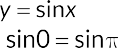 y = sinx
sin0 = sinπ